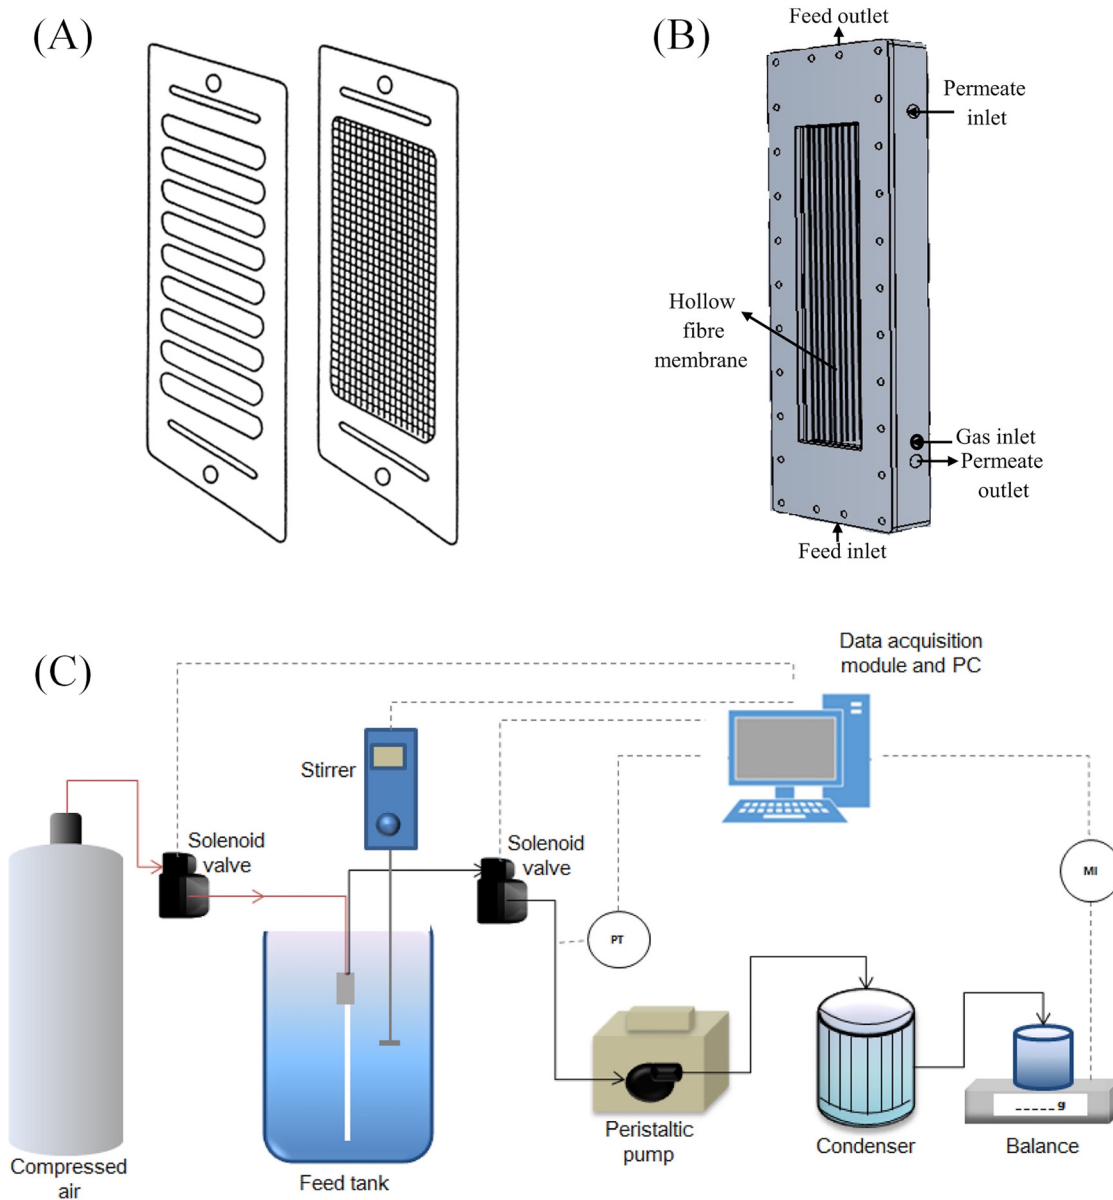 (A)
(B)
Feed outlet
Permeate
inlet
Hollow
fibre
membrane
Gas inlet
Permeate
outlet
Feed inlet
(C)
Data acquisition
module and PC
Stirrer
Solenoid
valve
Solenoid
valve
MI
PT
_ _ _ _ _ g
Peristaltic
pump
Condenser
Balance
Compressed
air
Feed tank